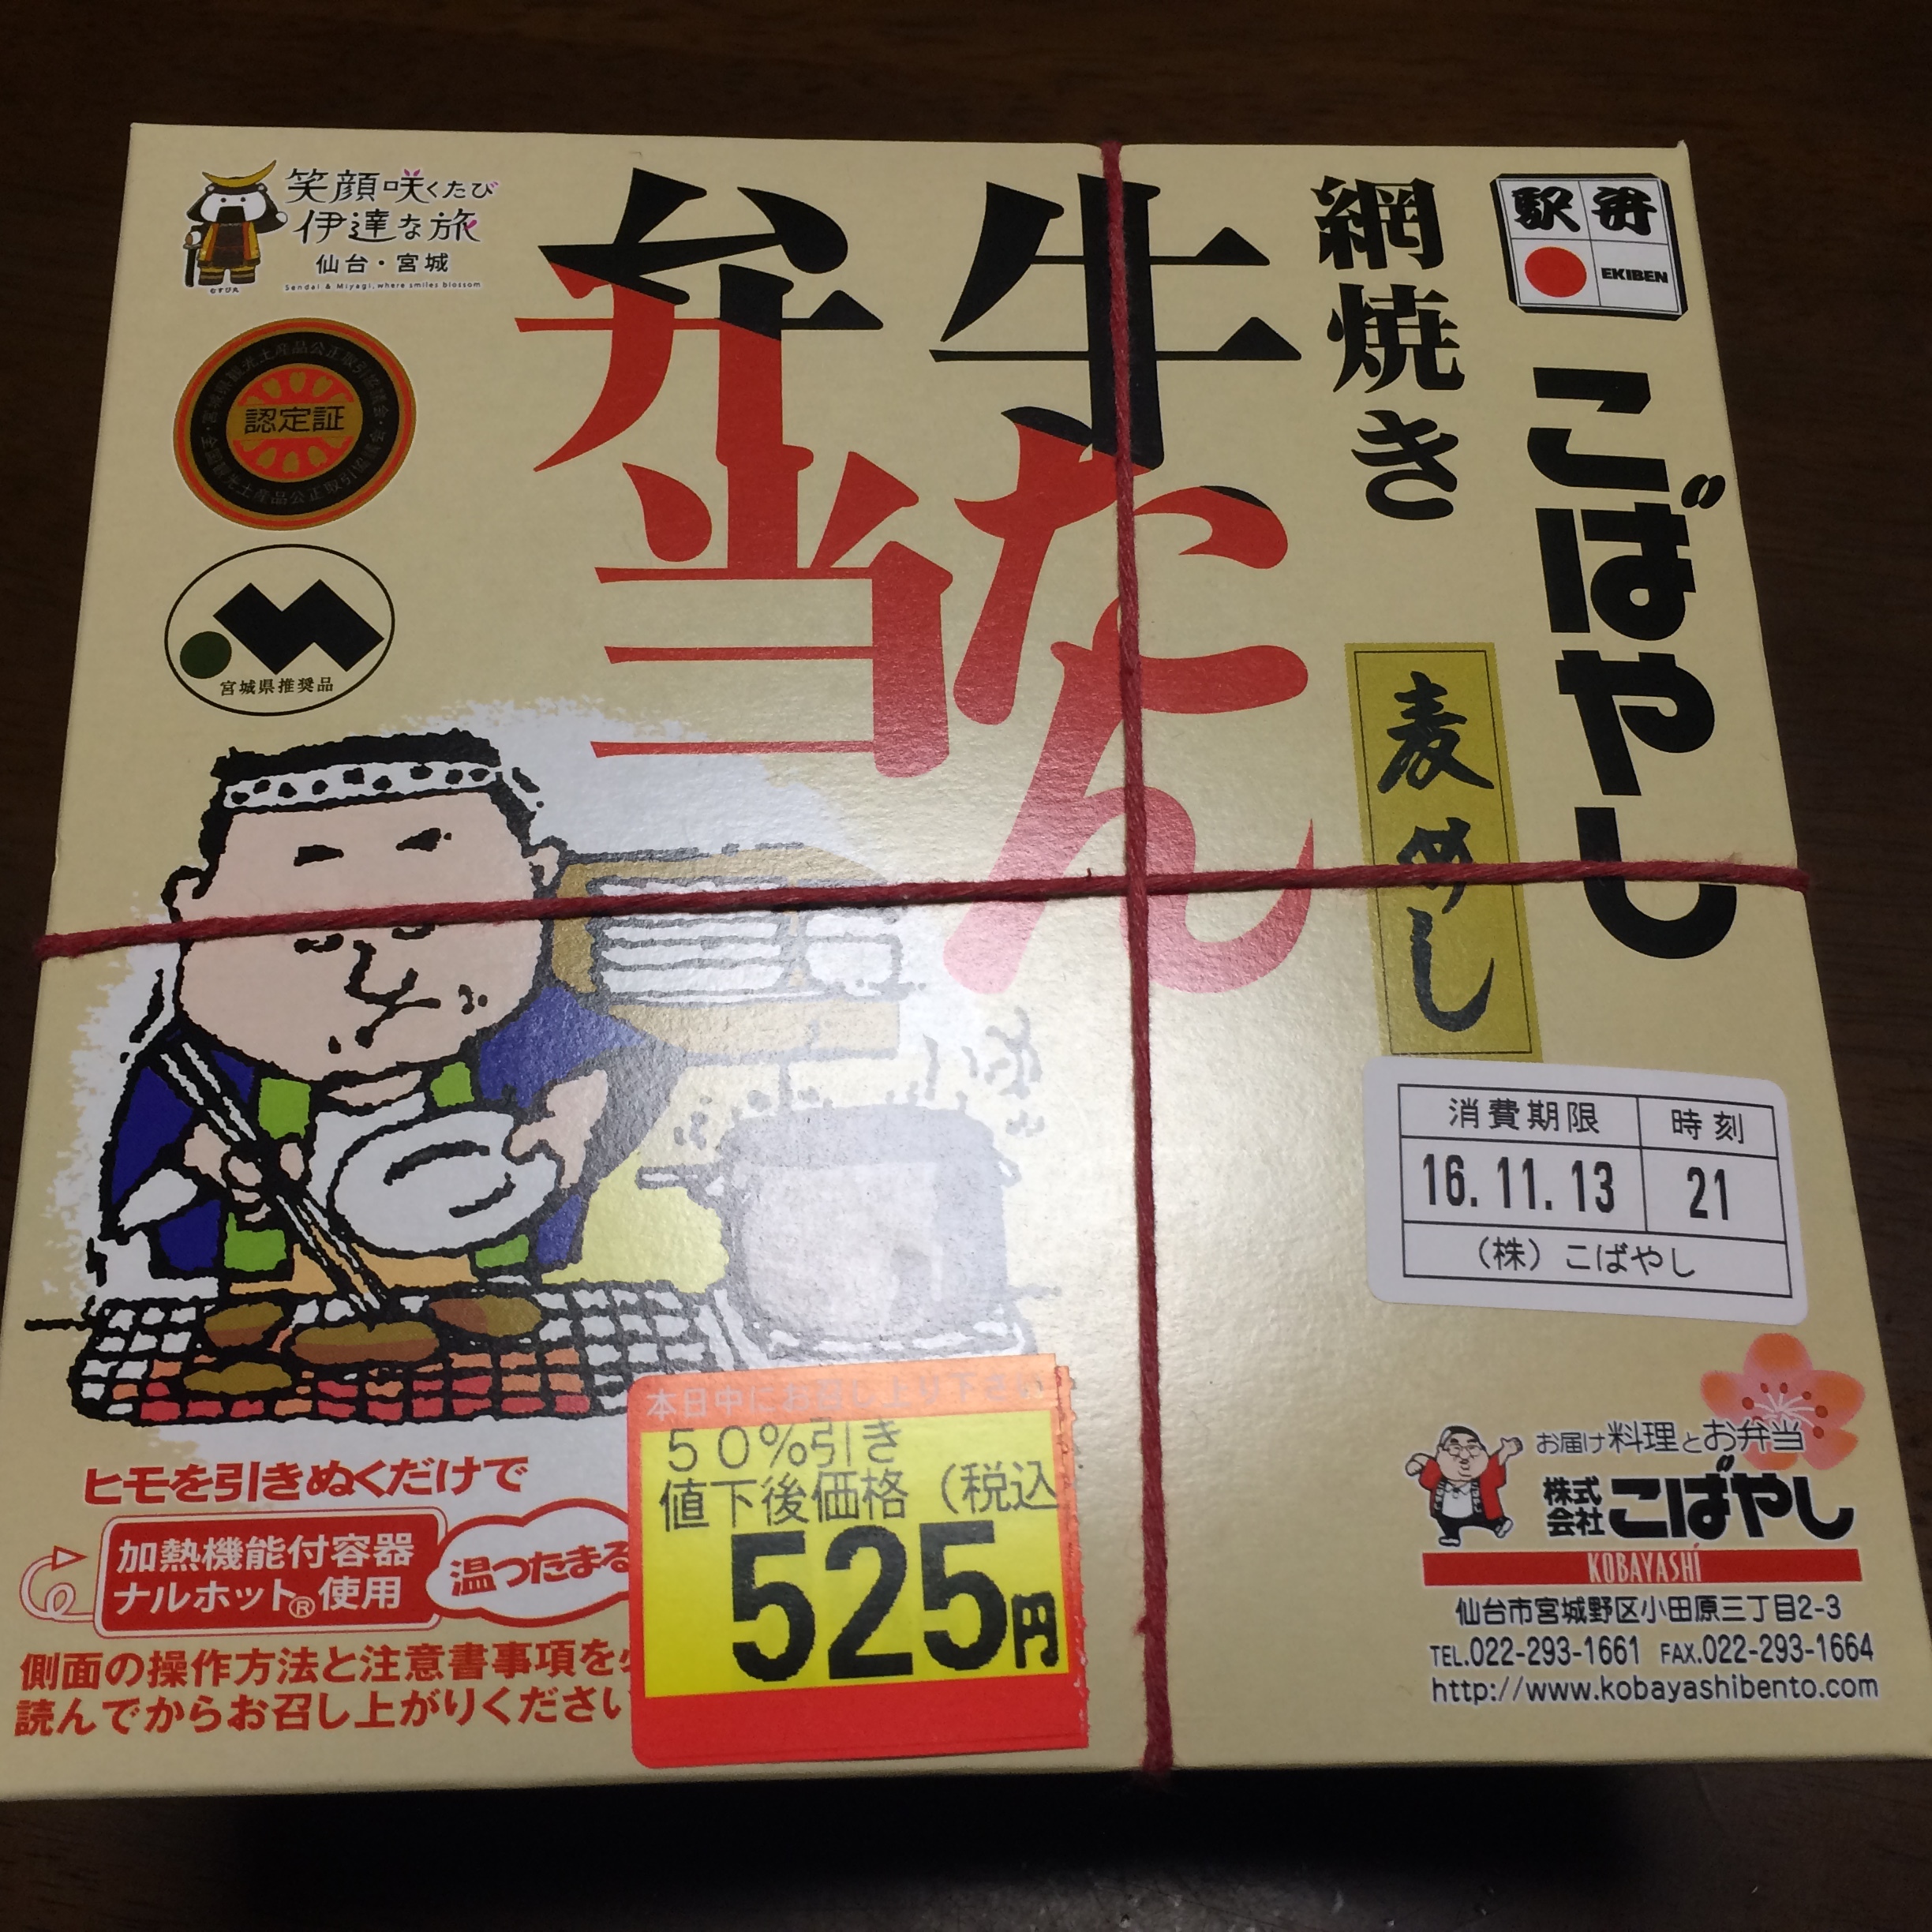 笑顔咲くたび
伊達な旅
仙台・宮城
Sendai & Miyagi, where smiles blossom
むすび丸
認定証
宮城県推奨品
駅弁
EKIBEN
こばやし
網焼き
牛たん
弁当
麦めし
消費期限 時刻
16.11.13 21
(株)こばやし
本日中にお召し上り下さい
50%引き
値下後価格(税込
525円
ヒモを引きぬくだけで
加熱機能付容器
ナルホット®使用
温つたまる
側面の操作方法と注意書事項を
読んでからお召し上がりください
お届け料理とお弁当
株式会社こばやし
KOBAYASHI
仙台市宮城野区小田原三丁目2-3
TEL.022-293-1661 FAX.022-293-1664
http://www.kobayashibento.com